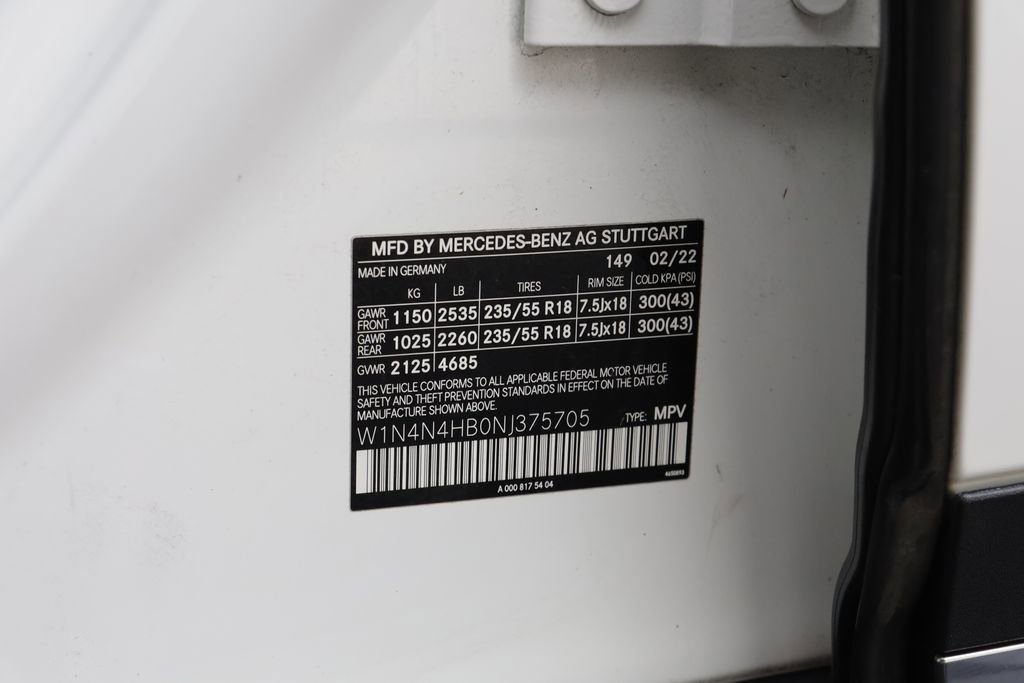 MFD BY MERCEDES-BENZ AG STUTTGART
MADE IN GERMANY 149 02/22
KG LB TIRES RIM SIZE COLD KPA (PSI)
GAWR FRONT 1150 2535 235/55 R18 7.5Jx18 300(43)
GAWR REAR 1025 2260 235/55 R18 7.5Jx18 300(43)
GVWR 2125 4685
THIS VEHICLE CONFORMS TO ALL APPLICABLE FEDERAL MOTOR VEHICLE
SAFETY AND THEFT PREVENTION STANDARDS IN EFFECT ON THE DATE OF
MANUFACTURE SHOWN ABOVE.
W1N4N4HB0NJ375705 TYPE: MPV
4650893
A 000 817 54 04